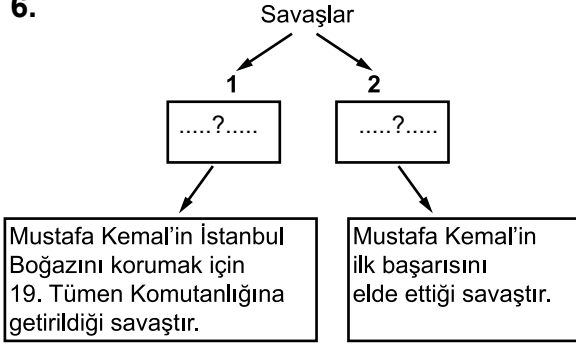 6.
Savaşlar
1
2
.....?.....
.....?.....
Mustafa Kemal'in İstanbul
Boğazını korumak için
19. Tümen Komutanlığına
getirildiği savaştır.
Mustafa Kemal'in
ilk başarısını
elde ettiği savaştır.